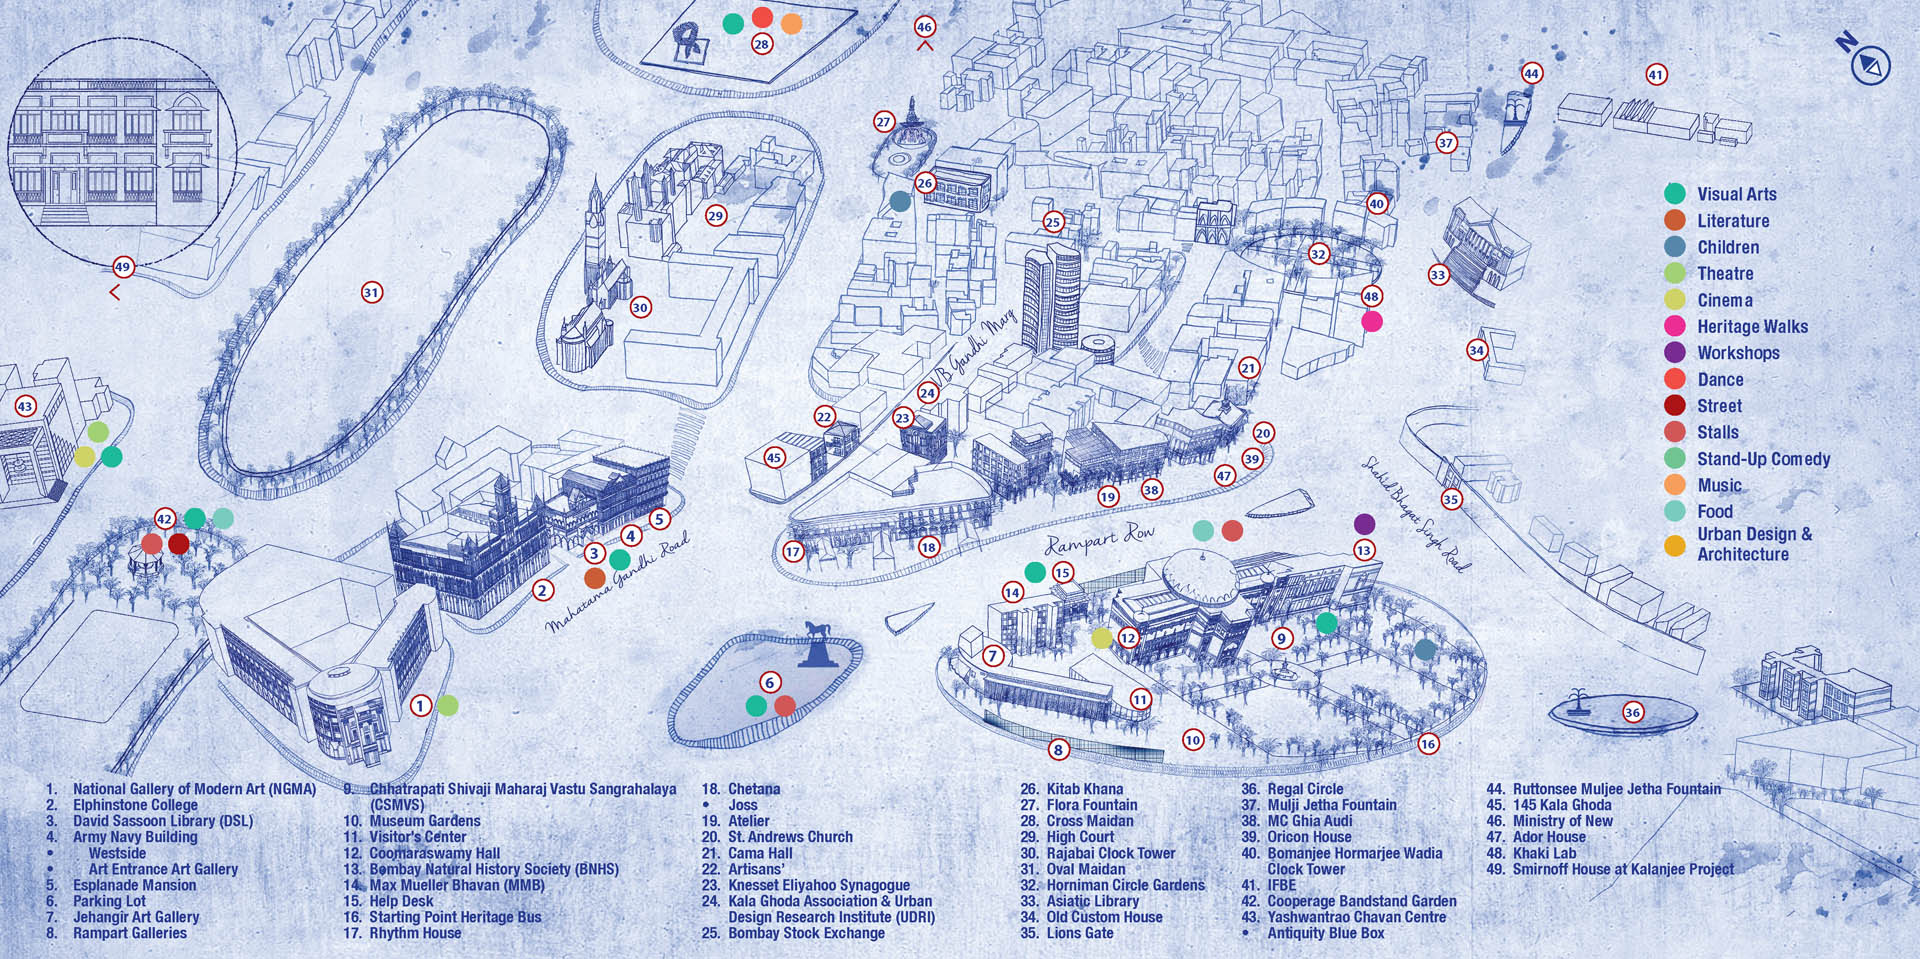 28
46
N
44
41
27
37
26
29
25
40
32
33
49
31
30
48
34
43
24
22
23
21
20
45
39
47
38
19
35
42
5
4
3
2
17
18
13
15
14
12
9
7
6
1
11
10
8
16
36
VB Gandhi Marg
Mahatama Gandhi Road
Rampart Row
Shahid Bhagat Singh Road
Visual Arts
Literature
Children
Theatre
Cinema
Heritage Walks
Workshops
Dance
Street
Stalls
Stand-Up Comedy
Music
Food
Urban Design &
Architecture
1. National Gallery of Modern Art (NGMA)
2. Elphinstone College
3. David Sassoon Library (DSL)
4. Army Navy Building
• Westside
• Art Entrance Art Gallery
5. Esplanade Mansion
6. Parking Lot
7. Jehangir Art Gallery
8. Rampart Galleries
9. Chhatrapati Shivaji Maharaj Vastu Sangrahalaya
(CSMVS)
10. Museum Gardens
11. Visitor's Center
12. Coomaraswamy Hall
13. Bombay Natural History Society (BNHS)
14. Max Mueller Bhavan (MMB)
15. Help Desk
16. Starting Point Heritage Bus
17. Rhythm House
18. Chetana
• Joss
19. Atelier
20. St. Andrews Church
21. Cama Hall
22. Artisans'
23. Knesset Eliyahoo Synagogue
24. Kala Ghoda Association & Urban
Design Research Institute (UDRI)
25. Bombay Stock Exchange
26. Kitab Khana
27. Flora Fountain
28. Cross Maidan
29. High Court
30. Rajabai Clock Tower
31. Oval Maidan
32. Horniman Circle Gardens
33. Asiatic Library
34. Old Custom House
35. Lions Gate
36. Regal Circle
37. Mulji Jetha Fountain
38. MC Ghia Audi
39. Oricon House
40. Bomanjee Hormarjee Wadia
Clock Tower
41. IFBE
42. Cooperage Bandstand Garden
43. Yashwantrao Chavan Centre
• Antiquity Blue Box
44. Ruttonsee Muljee Jetha Fountain
45. 145 Kala Ghoda
46. Ministry of New
47. Ador House
48. Khaki Lab
49. Smirnoff House at Kalanjee Project